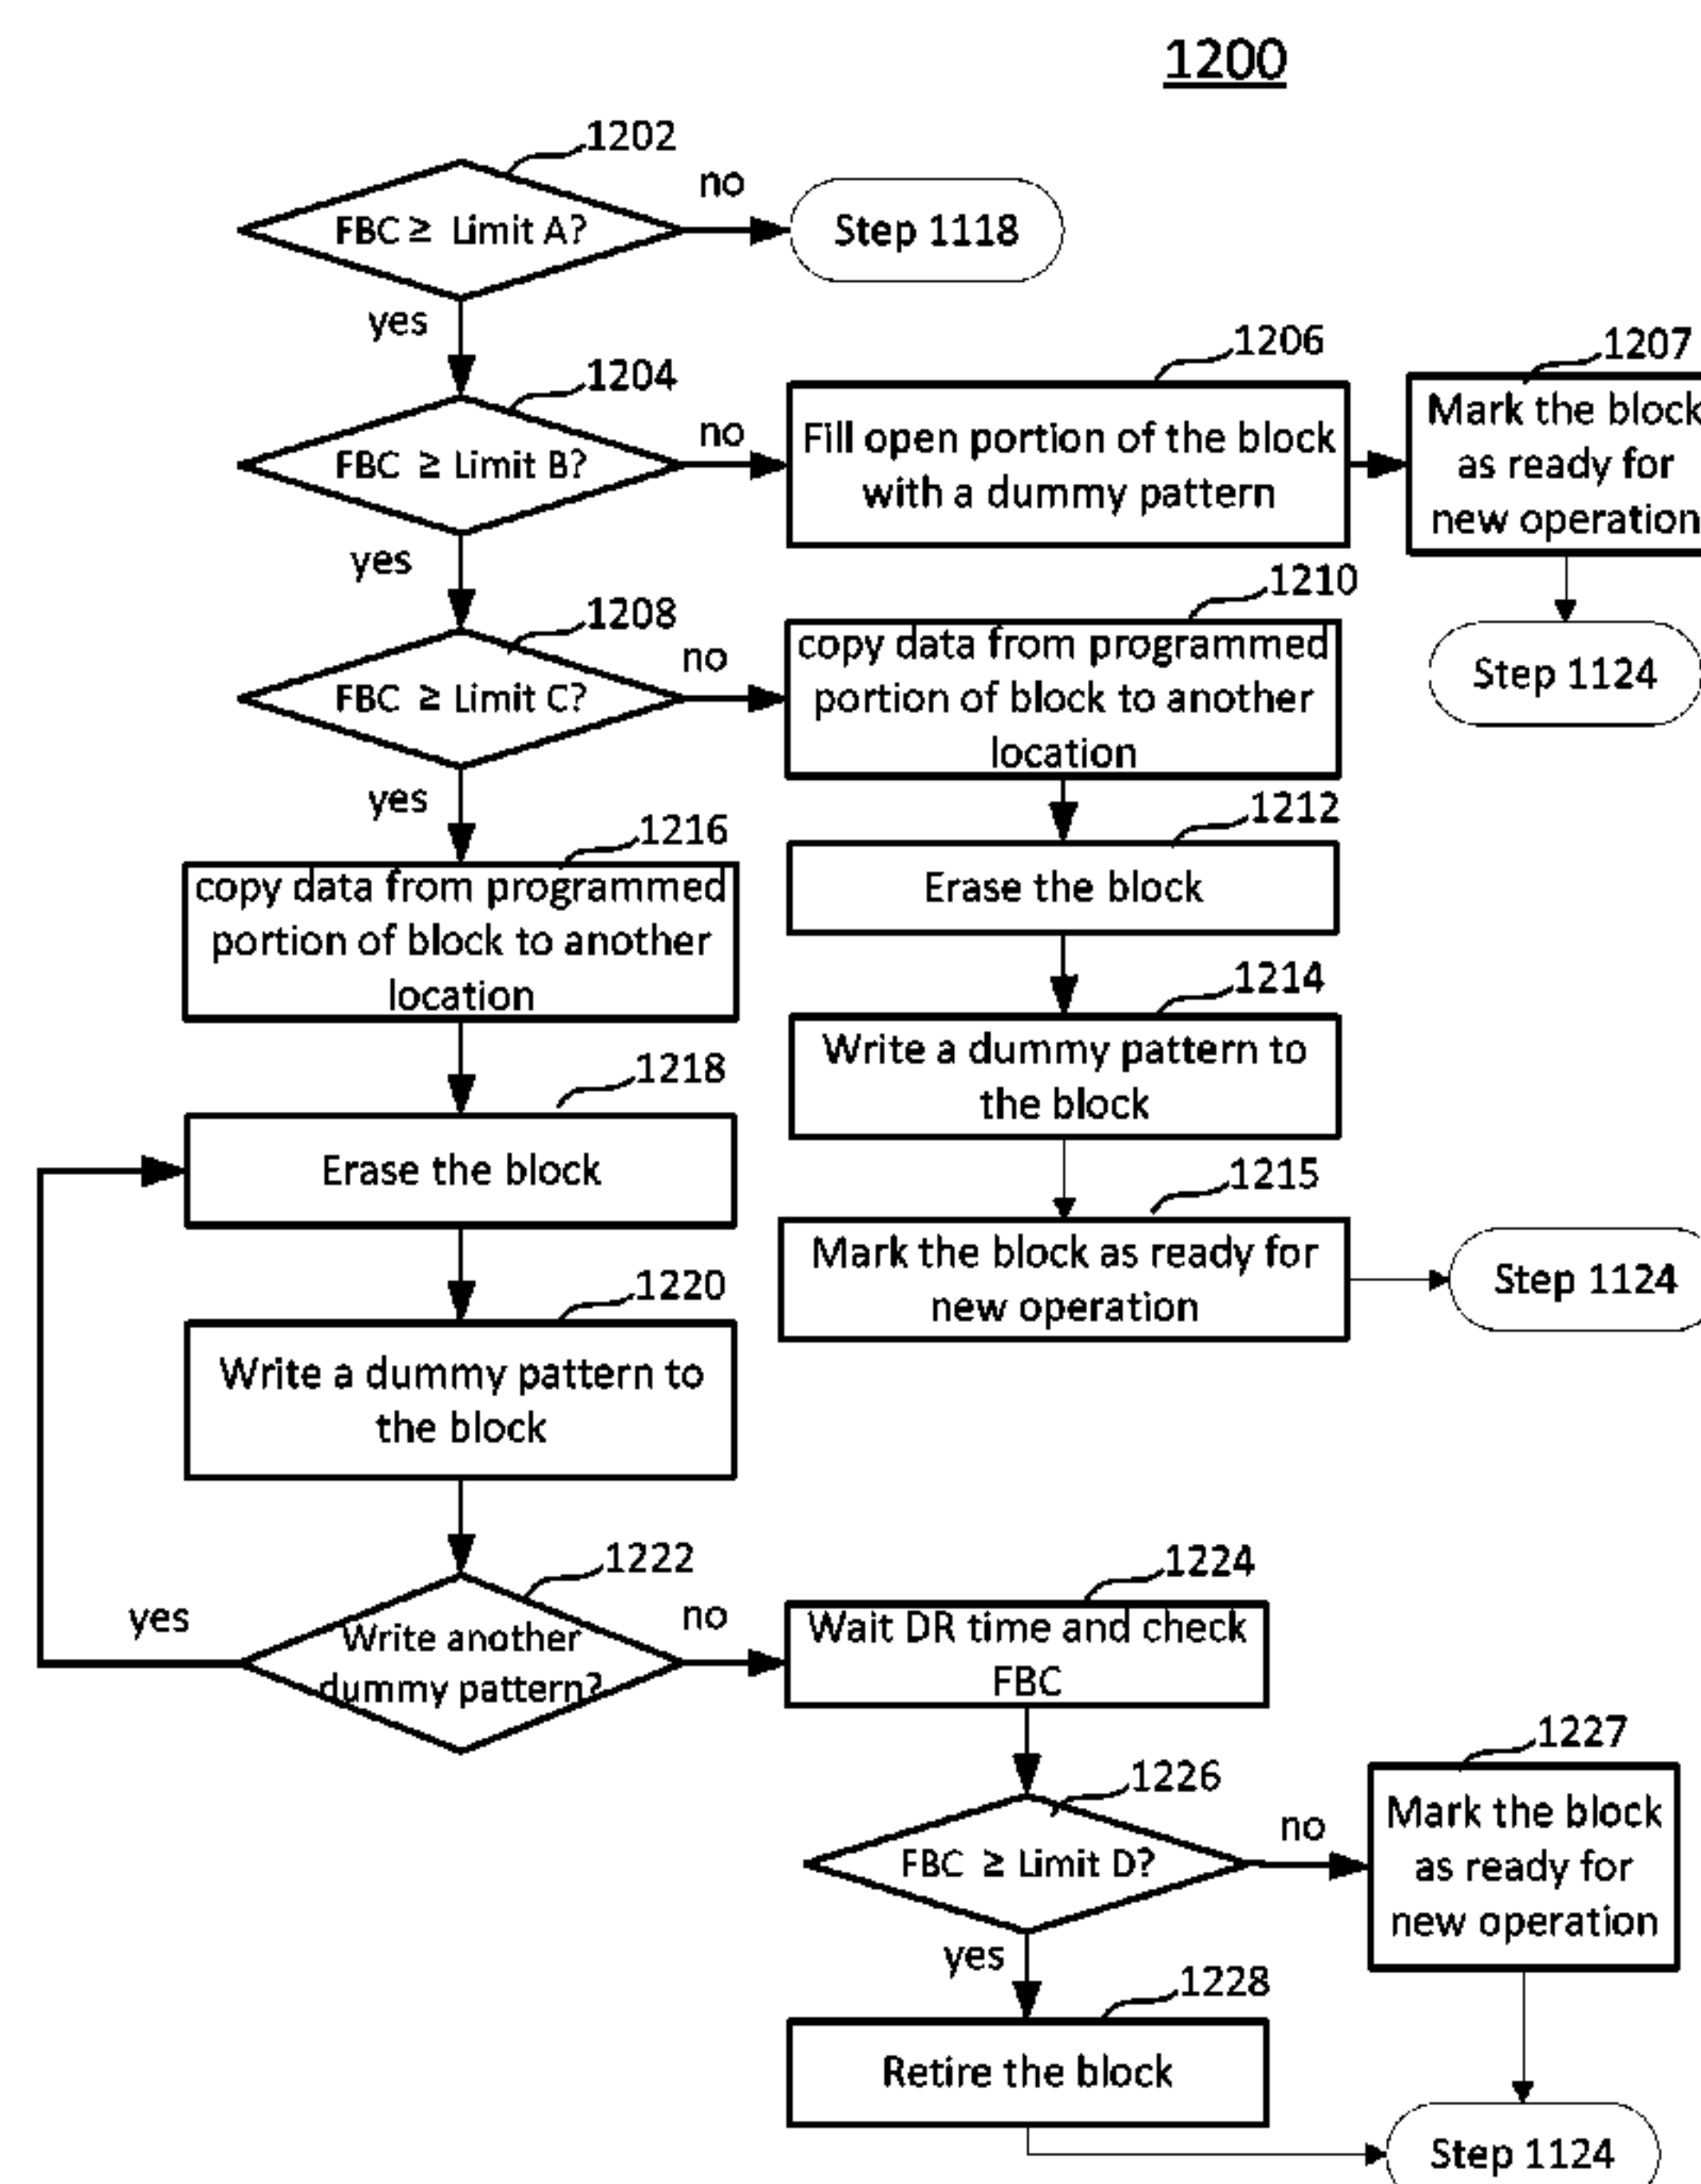 1200
1202
FBC ≥ Limit A?
no
Step 1118
yes
1204
FBC ≥ Limit B?
no
1206
Fill open portion of the block
with a dummy pattern
1207
Mark the block
as ready for
new operation
Step 1124
yes
1208
FBC ≥ Limit C?
no
1210
copy data from programmed
portion of block to another
location
1212
Erase the block
1214
Write a dummy pattern to
the block
1215
Mark the block as ready for
new operation
Step 1124
yes
1216
copy data from programmed
portion of block to another
location
1218
Erase the block
1220
Write a dummy pattern to
the block
1222
Write another
dummy pattern?
yes
no
1224
Wait DR time and check
FBC
1226
FBC ≥ Limit D?
no
1227
Mark the block
as ready for
new operation
yes
1228
Retire the block
Step 1124